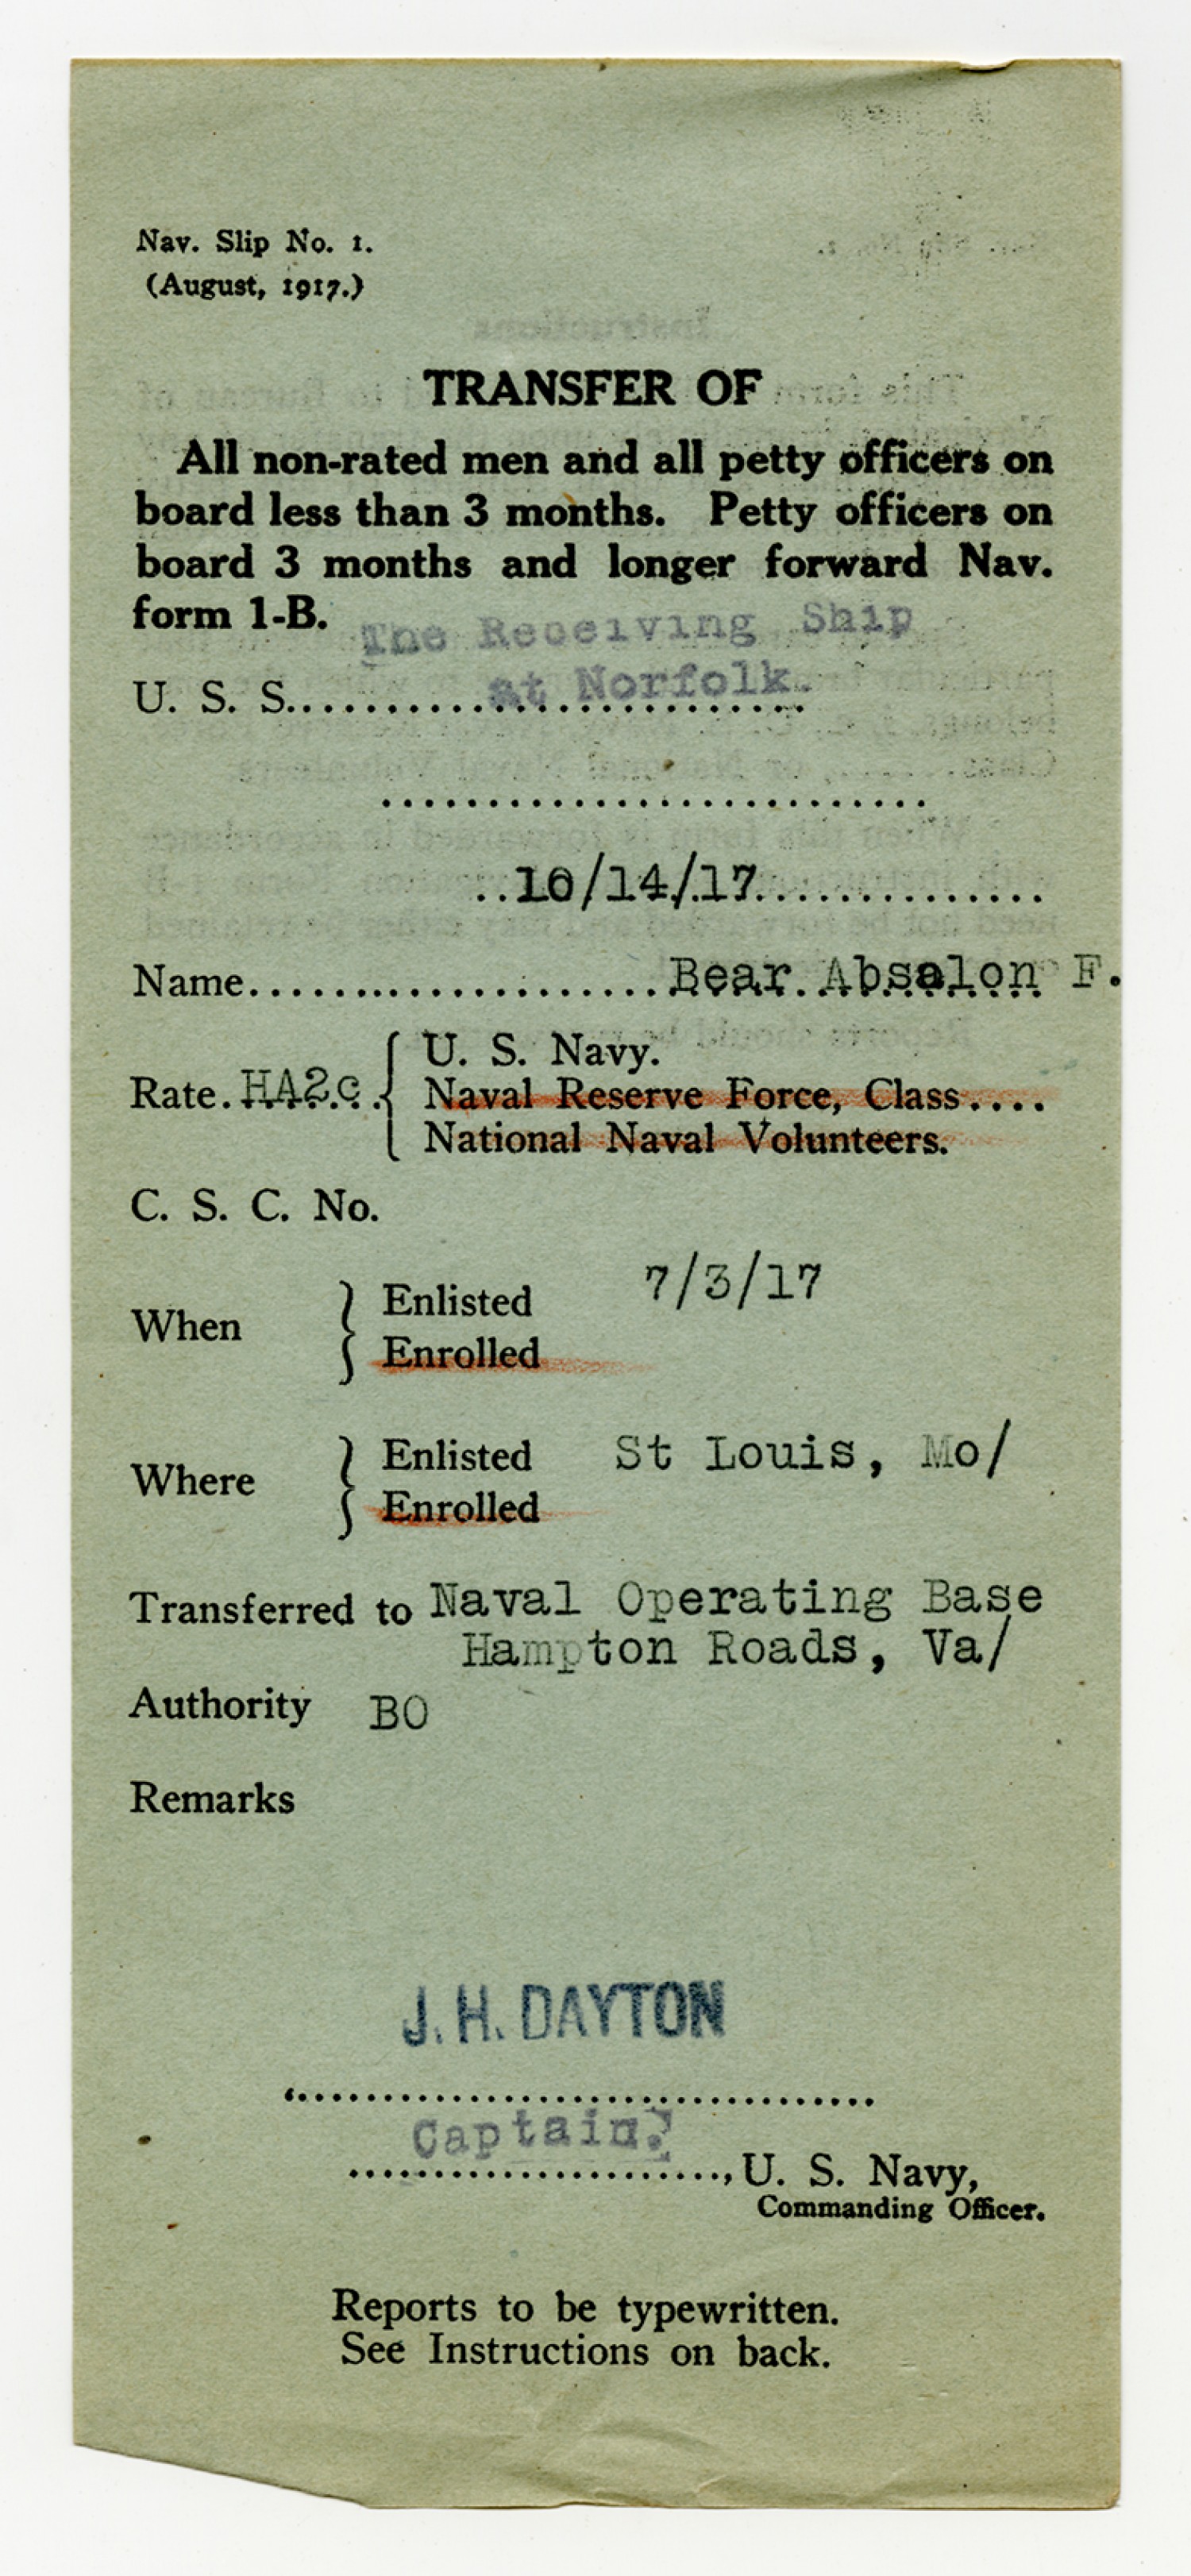 Nav. Slip No. 1.
(August, 1917.)
TRANSFER OF
All non-rated men and all petty officers on
board less than 3 months. Petty officers on
board 3 months and longer forward Nav.
form 1-B.
The Receiving Ship
U. S. S. at Norfolk.
10/14/17
Name Bear Absalon F.
U. S. Navy.
Rate. HA2c Naval Reserve Force, Class
National Naval Volunteers.
C. S. C. No.
7/3/17
Enlisted
When
Enrolled
Enlisted St Louis, Mo/
Where
Enrolled
Transferred to Naval Operating Base
Hampton Roads, Va/
Authority BO
Remarks
J. H. DAYTON
Captain,
, U. S. Navy,
Commanding Officer.
Reports to be typewritten.
See Instructions on back.